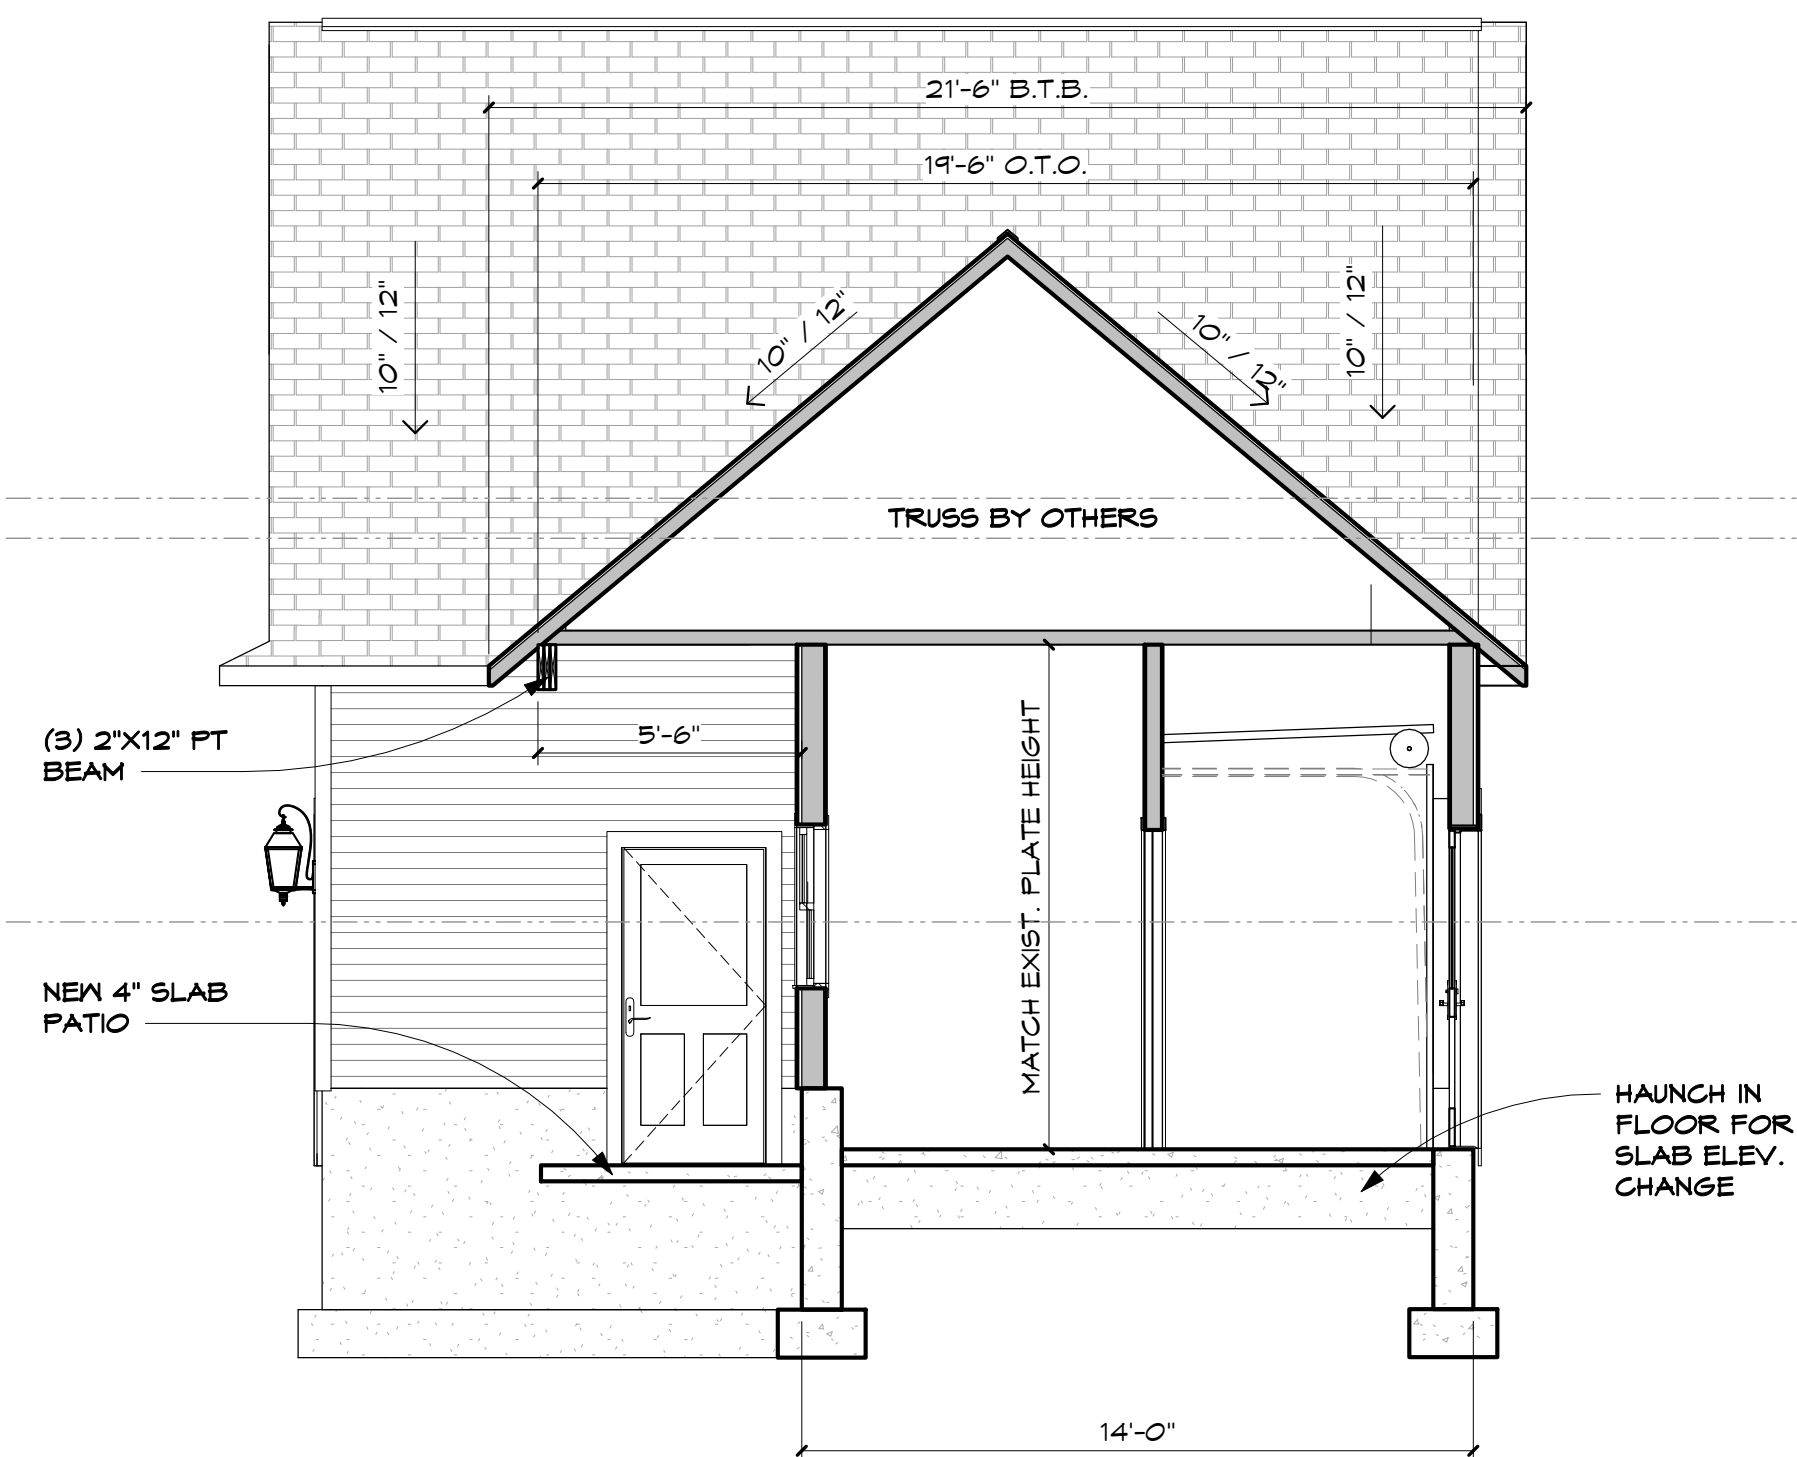 21'-6" B.T.B.
19'-6" O.T.O.
10" / 12"
10" / 12"
10" / 12"
10" / 12"
TRUSS BY OTHERS
(3) 2"X12" PT
BEAM
5'-6"
MATCH EXIST. PLATE HEIGHT
NEW 4" SLAB
PATIO
HAUNCH IN
FLOOR FOR
SLAB ELEV.
CHANGE
14'-0"